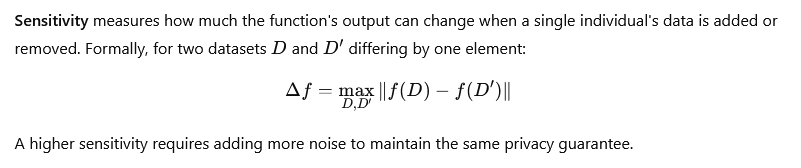 Sensitivity measures how much the function's output can change when a single individual's data is added or
removed. Formally, for two datasets D and D′ differing by one element:
Δf = max ‖f(D) − f(D′)‖
D,D′
A higher sensitivity requires adding more noise to maintain the same privacy guarantee.